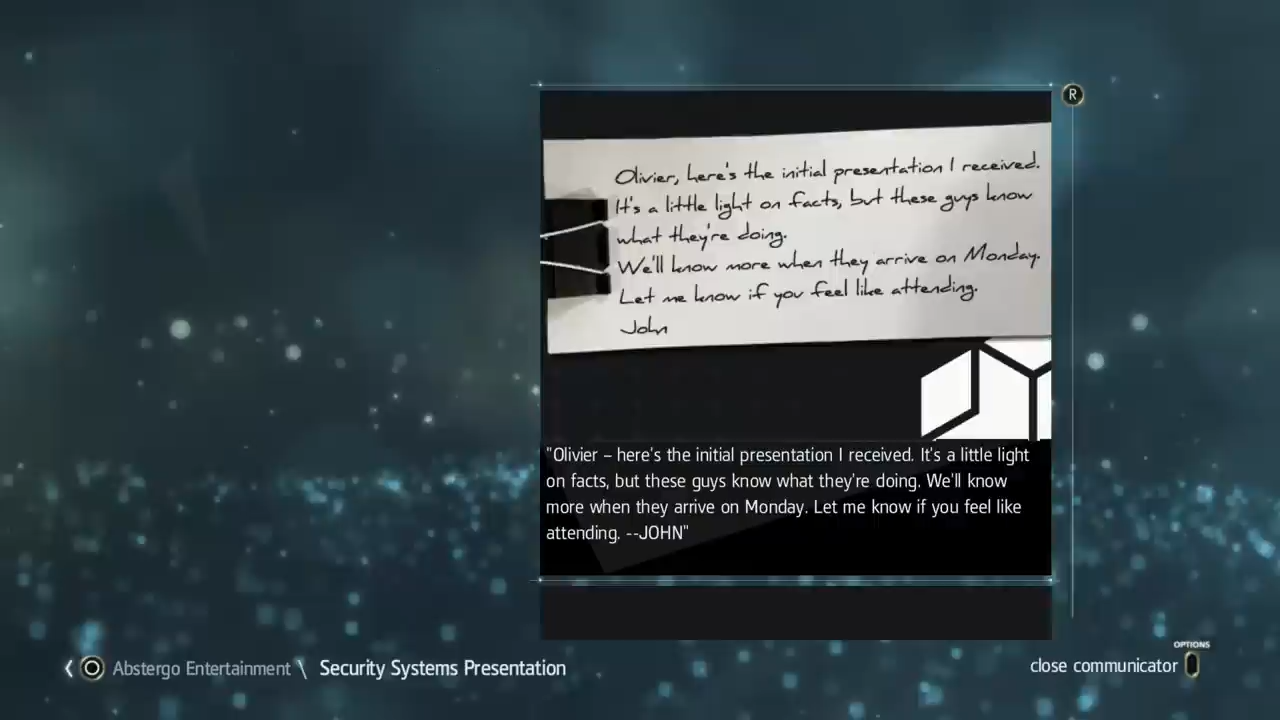 R
Olivier, here's the initial presentation I received.
It's a little light on facts, but these guys know
what they're doing.
We'll know more when they arrive on Monday.
Let me know if you feel like attending.
John
"Olivier – here's the initial presentation I received. It's a little light
on facts, but these guys know what they're doing. We'll know
more when they arrive on Monday. Let me know if you feel like
attending. --JOHN"
Abstergo Entertainment \ Security Systems Presentation
OPTIONS
close communicator